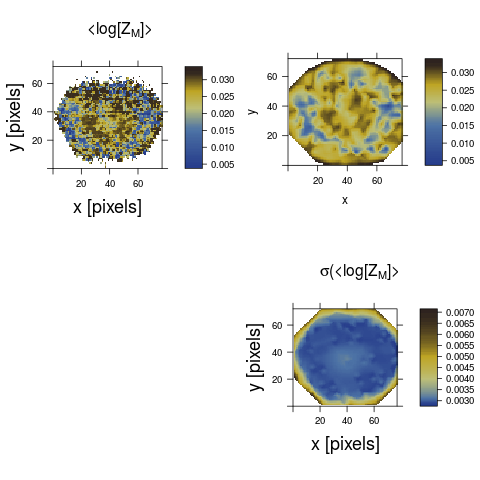 <log[Z_M]>
60
40
20
20 40 60
x [pixels]
y [pixels]
0.030
0.025
0.020
0.015
0.010
0.005
60
40
20
20 40 60
x
y
0.030
0.025
0.020
0.015
0.010
0.005
σ(<log[Z_M]>
60
40
20
20 40 60
x [pixels]
y [pixels]
0.0070
0.0065
0.0060
0.0055
0.0050
0.0045
0.0040
0.0035
0.0030